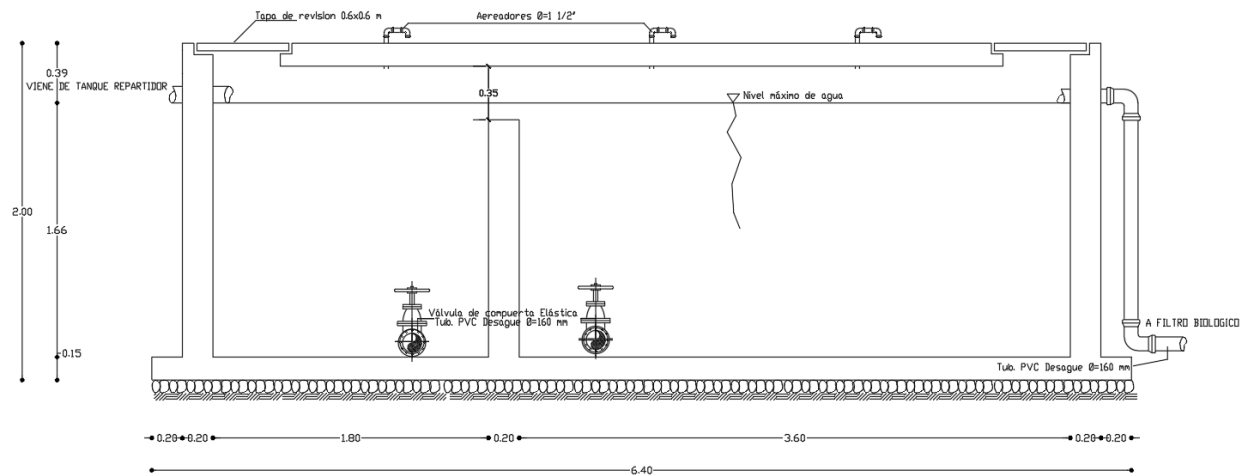 Tapa de revision 0.6x0.6 m
Aereadores Ø=1 1/2"
0.39
VIENE DE TANQUE REPARTIDOR
0.35
Nivel máximo de agua
2.00
1.66
Válvula de compuerta Elástica
Tub. PVC Desague Ø=160 mm
A FILTRO BIOLOGICO
0.15
Tub. PVC Desague Ø=160 mm
0.20
0.20
1.80
0.20
3.60
0.20
0.20
6.40